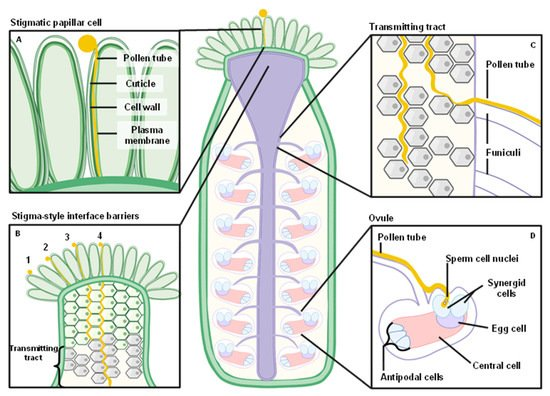 Stigmatic papillar cell
A
Pollen tube
Cuticle
Cell wall
Plasma
membrane
Stigma-style interface barriers
B
1
2
3
4
Transmitting
tract
Transmitting tract
C
Pollen tube
Funiculi
Ovule
Pollen tube
D
Sperm cell nuclei
Synergid
cells
Egg cell
Central cell
Antipodal cells